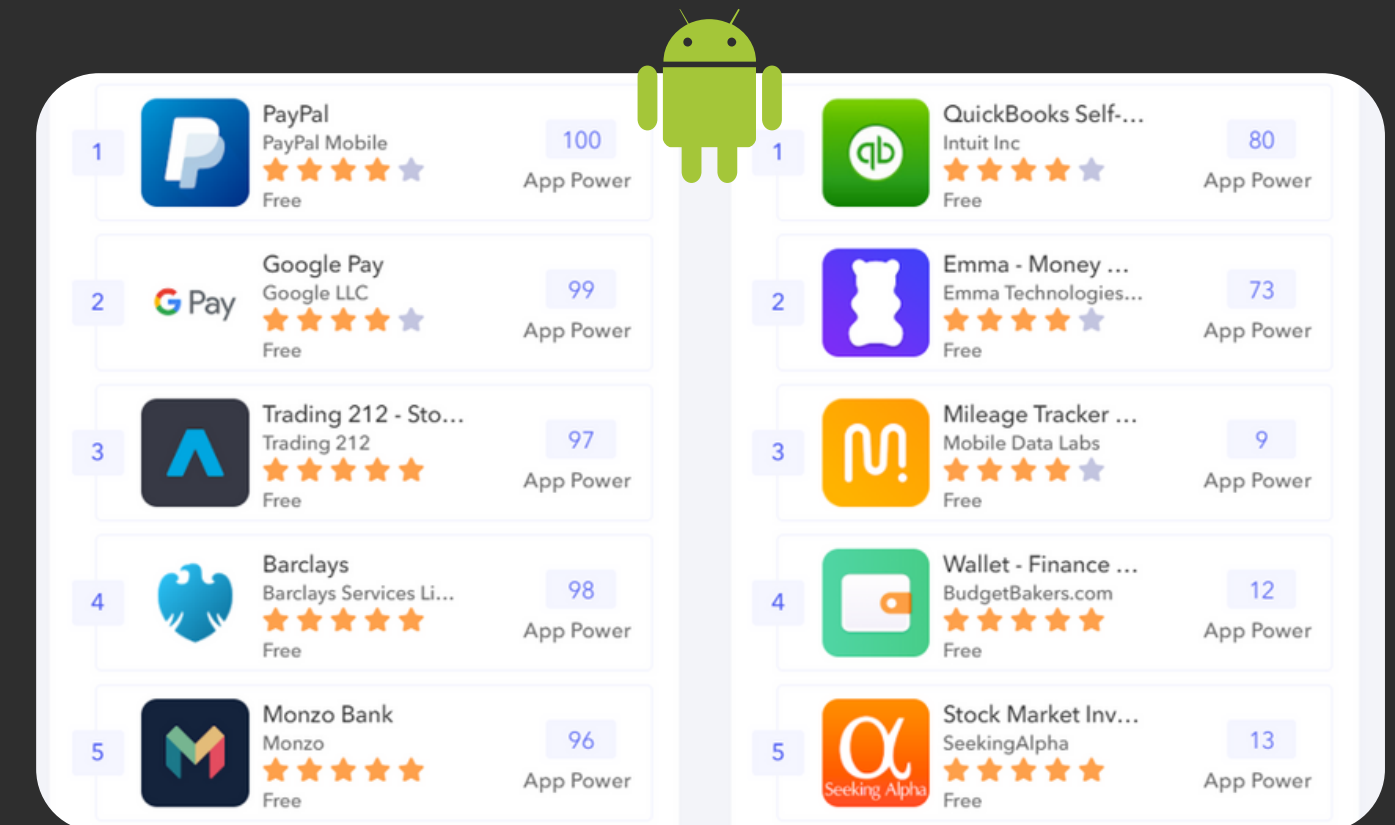 1
PayPal
PayPal Mobile
Free
100
App Power
2
G Pay
Google Pay
Google LLC
Free
99
App Power
3
Trading 212 - Sto...
Trading 212
Free
97
App Power
4
Barclays
Barclays Services Li...
Free
98
App Power
5
Monzo Bank
Monzo
Free
96
App Power
1
qb
QuickBooks Self-...
Intuit Inc
Free
80
App Power
2
Emma - Money ...
Emma Technologies...
Free
73
App Power
3
Mileage Tracker ...
Mobile Data Labs
Free
9
App Power
4
Wallet - Finance ...
BudgetBakers.com
Free
12
App Power
5
α
Seeking Alpha
Stock Market Inv...
SeekingAlpha
Free
13
App Power